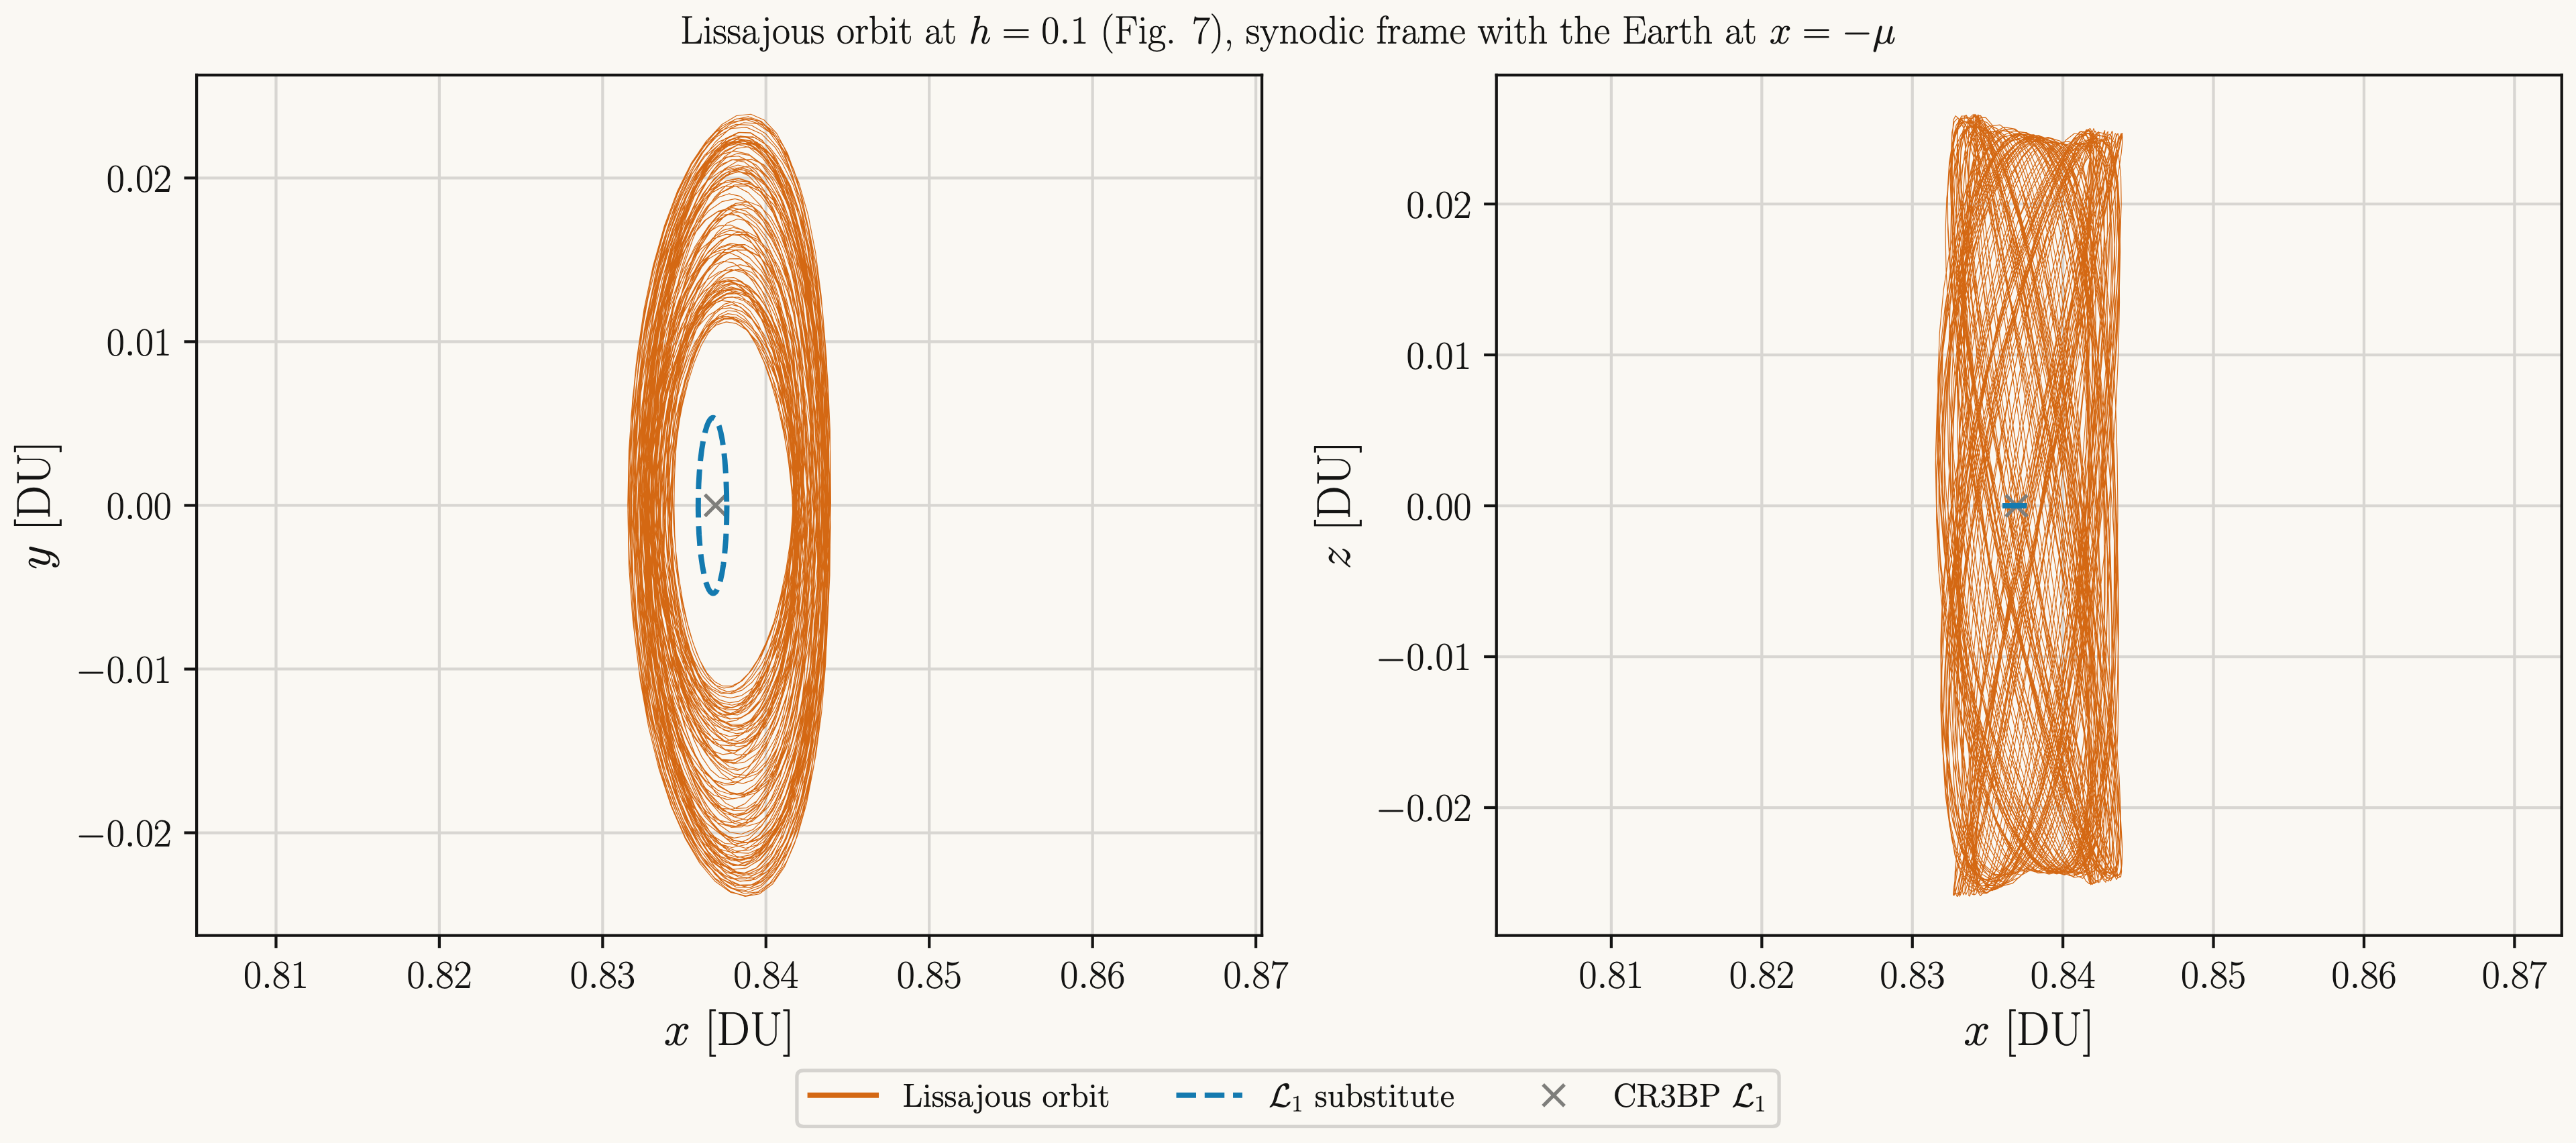 Lissajous orbit at h = 0.1 (Fig. 7), synodic frame with the Earth at x = −μ
y [DU]
0.02
0.01
0.00
−0.01
−0.02
0.81 0.82 0.83 0.84 0.85 0.86 0.87
x [DU]
z [DU]
0.02
0.01
0.00
−0.01
−0.02
0.81 0.82 0.83 0.84 0.85 0.86 0.87
x [DU]
Lissajous orbit ℒ₁ substitute CR3BP ℒ₁